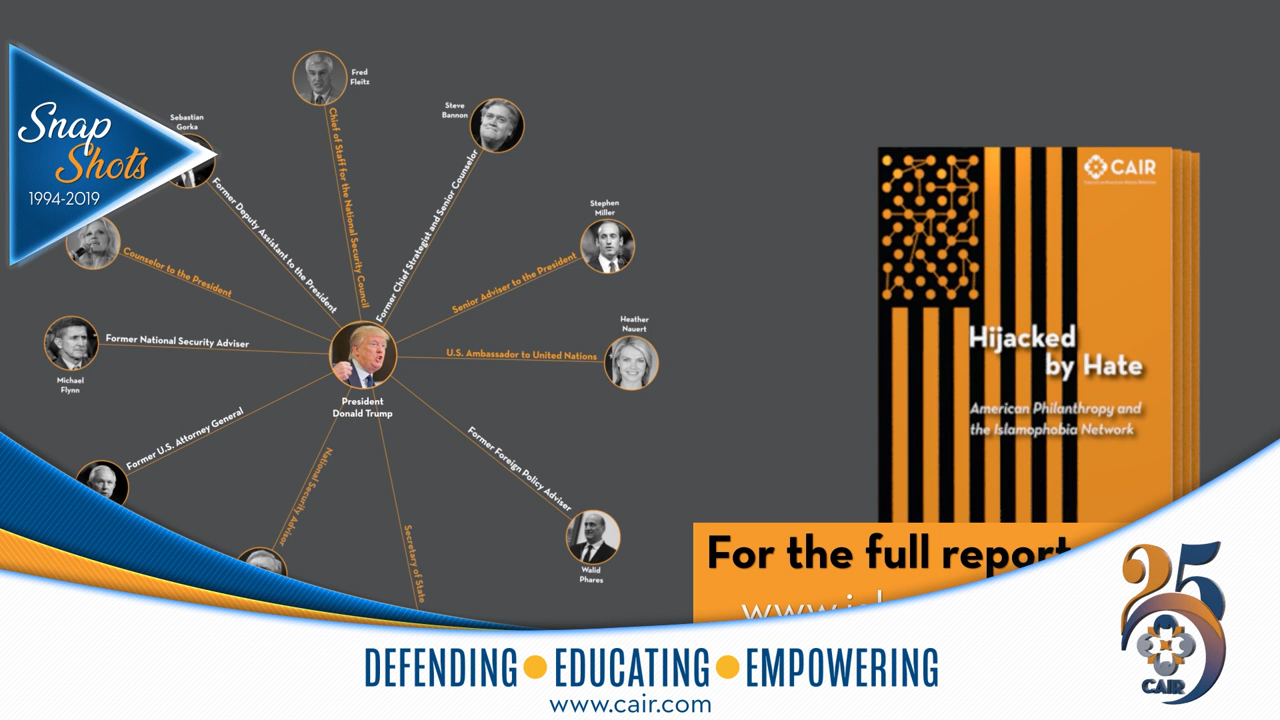 Snap
Shots
1994-2019
Fred
Fleitz
Steve
Bannon
Sebastian
Gorka
Stephen
Miller
Heather
Nauert
Chief of Staff for the National Security Council
Former Chief Strategist and Senior Counselor
Former Deputy Assistant to the President
Senior Adviser to the President
Counselor to the President
Former National Security Adviser
U.S. Ambassador to United Nations
Michael
Flynn
President
Donald Trump
Former U.S. Attorney General
National Security Advisor
Secretary of State
Former Foreign Policy Adviser
Walid
Phares
CAIR
Hijacked
by Hate
American Philanthropy and
the Islamophobia Network
For the full report
www.isl
25
CAIR
DEFENDING EDUCATING EMPOWERING
www.cair.com